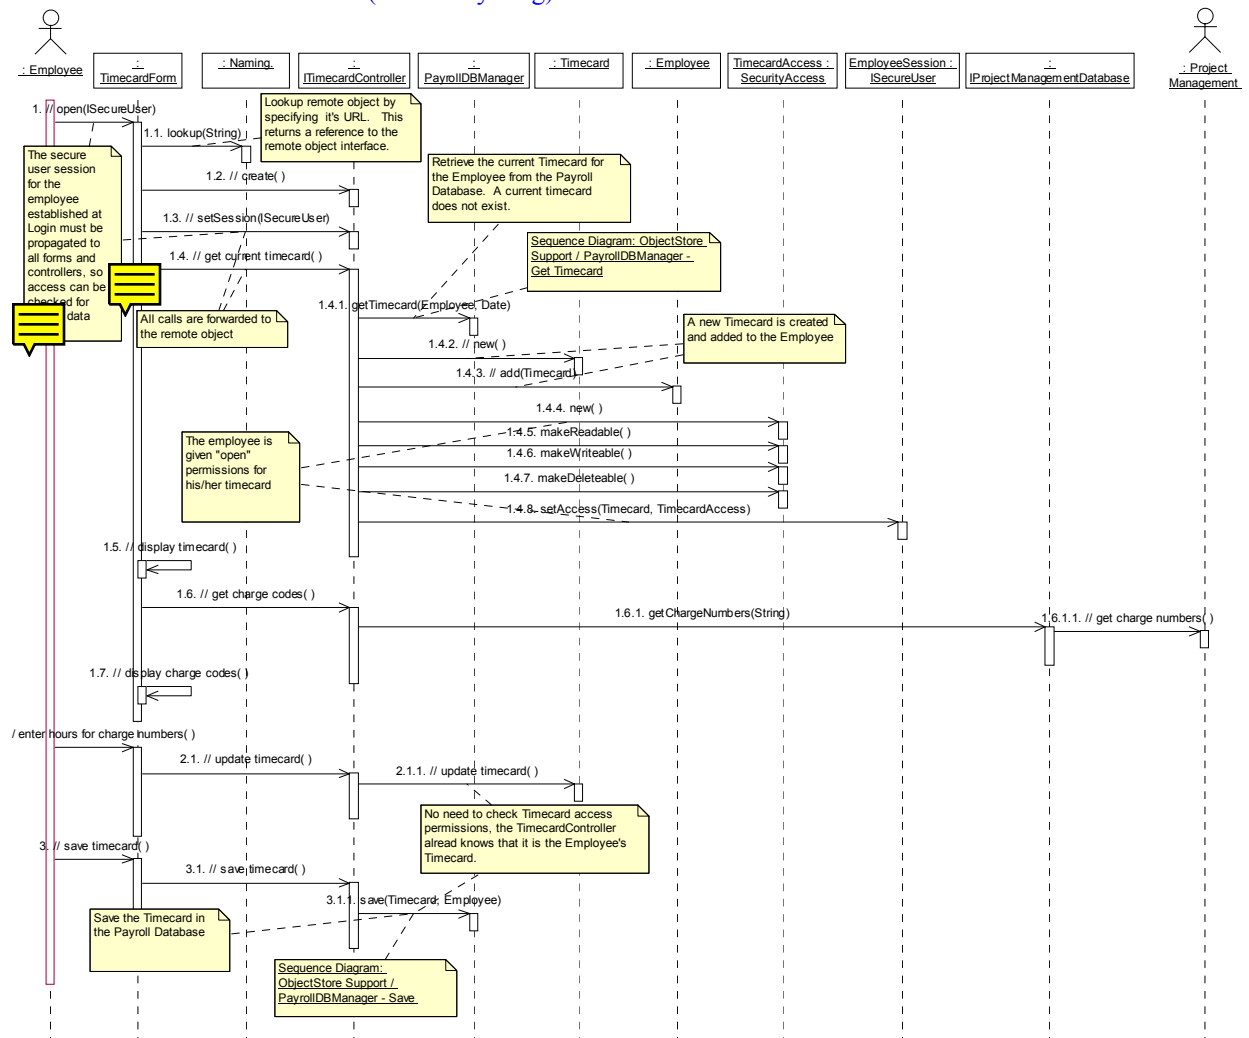 : Employee
:
TimecardForm
: Naming.
:
ITimecardController
:
PayrollDBManager
: Timecard
: Employee
TimecardAccess :
SecurityAccess
EmployeeSession :
ISecureUser
:
IProjectManagementDatabase
: Project
Management
1. // open(ISecureUser)
Lookup remote object by
specifying it's URL. This
returns a reference to the
remote object interface.
1.1. lookup(String)
The secure
user session
for the
employee
established at
Login must be
propagated to
all forms and
controllers, so
access can be
checked for
data
Retrieve the current Timecard for
the Employee from the Payroll
Database. A current timecard
does not exist.
1.2. // create( )
1.3. // setSession(ISecureUser)
Sequence Diagram: ObjectStore
Support / PayrollDBManager -
Get Timecard
1.4. // get current timecard( )
1.4.1. getTimecard(Employee, Date)
All calls are forwarded to
the remote object
A new Timecard is created
and added to the Employee
1.4.2. // new( )
1.4.3. // add(Timecard)
1.4.4. new( )
1.4.5. makeReadable( )
1.4.6. makeWriteable( )
1.4.7. makeDeleteable( )
The employee is
given "open"
permissions for
his/her timecard
1.4.8. setAccess(Timecard, TimecardAccess)
1.5. // display timecard( )
1.6. // get charge codes( )
1.6.1. getChargeNumbers(String)
1.6.1.1. // get charge numbers( )
1.7. // display charge codes( )
/ enter hours for charge numbers( )
2.1. // update timecard( )
2.1.1. // update timecard( )
No need to check Timecard access
permissions, the TimecardController
alread knows that it is the Employee's
Timecard.
3. // save timecard( )
3.1. // save timecard( )
3.1.1. save(Timecard, Employee)
Save the Timecard in
the Payroll Database
Sequence Diagram:
ObjectStore Support /
PayrollDBManager - Save